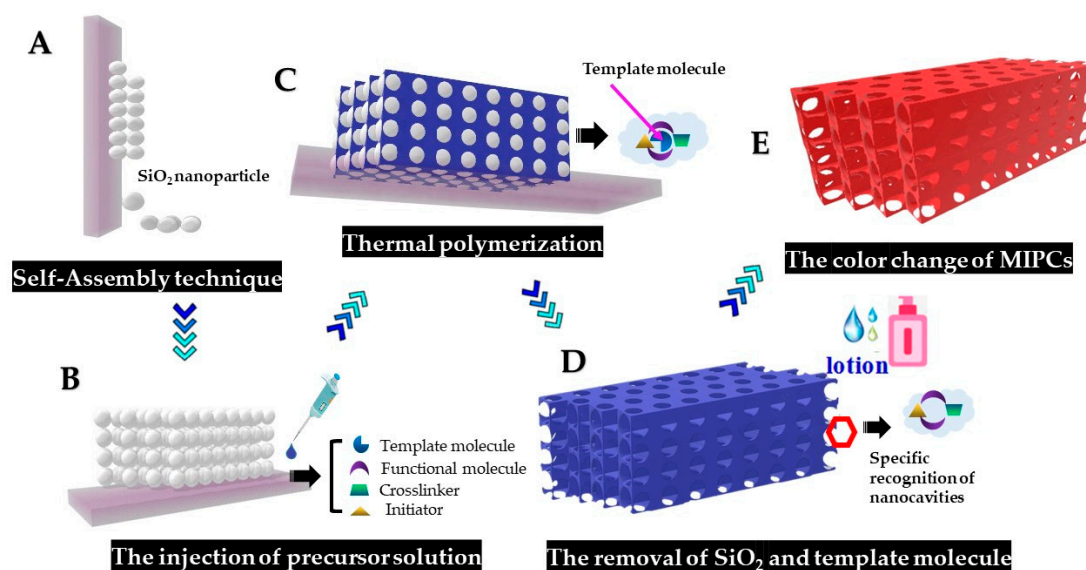 A
SiO₂ nanoparticle
Self-Assembly technique
B
Template molecule
Functional molecule
Crosslinker
Initiator
The injection of precursor solution
C
Template molecule
Thermal polymerization
D
lotion
Specific
recognition of
nanocavities
The removal of SiO₂ and template molecule
E
The color change of MIPCs